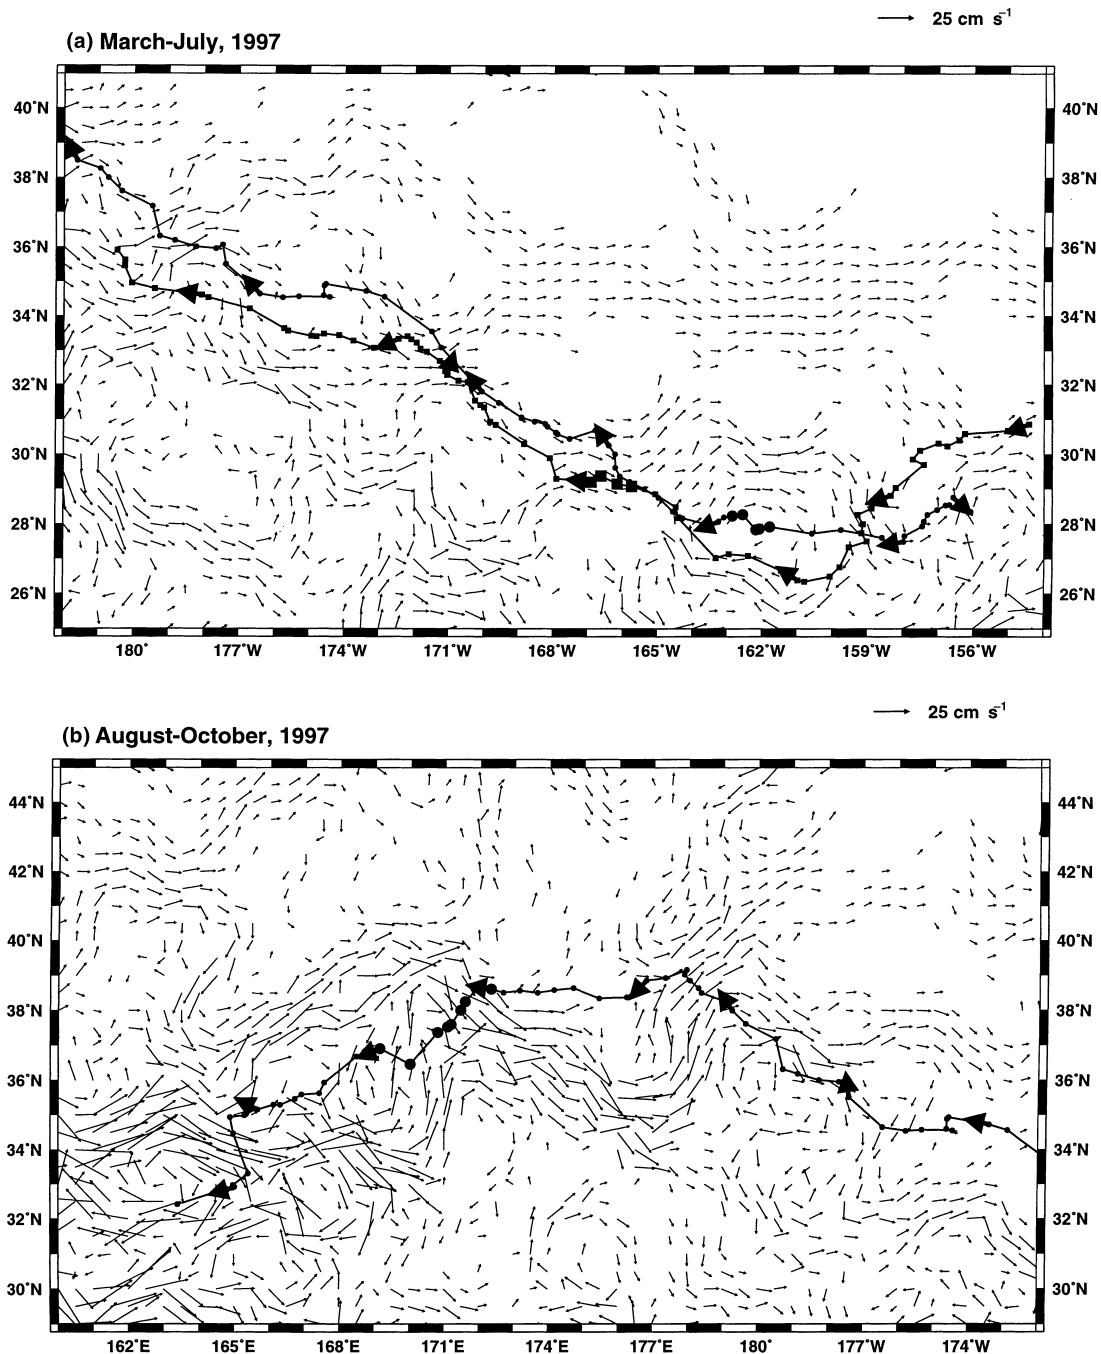 25 cm s⁻¹
(a) March-July, 1997
40˚N 40˚N
38˚N 38˚N
36˚N 36˚N
34˚N 34˚N
32˚N 32˚N
30˚N 30˚N
28˚N 28˚N
26˚N 26˚N
180˚ 177˚W 174˚W 171˚W 168˚W 165˚W 162˚W 159˚W 156˚W
25 cm s⁻¹
(b) August-October, 1997
44˚N 44˚N
42˚N 42˚N
40˚N 40˚N
38˚N 38˚N
36˚N 36˚N
34˚N 34˚N
32˚N 32˚N
30˚N 30˚N
162˚E 165˚E 168˚E 171˚E 174˚E 177˚E 180˚ 177˚W 174˚W